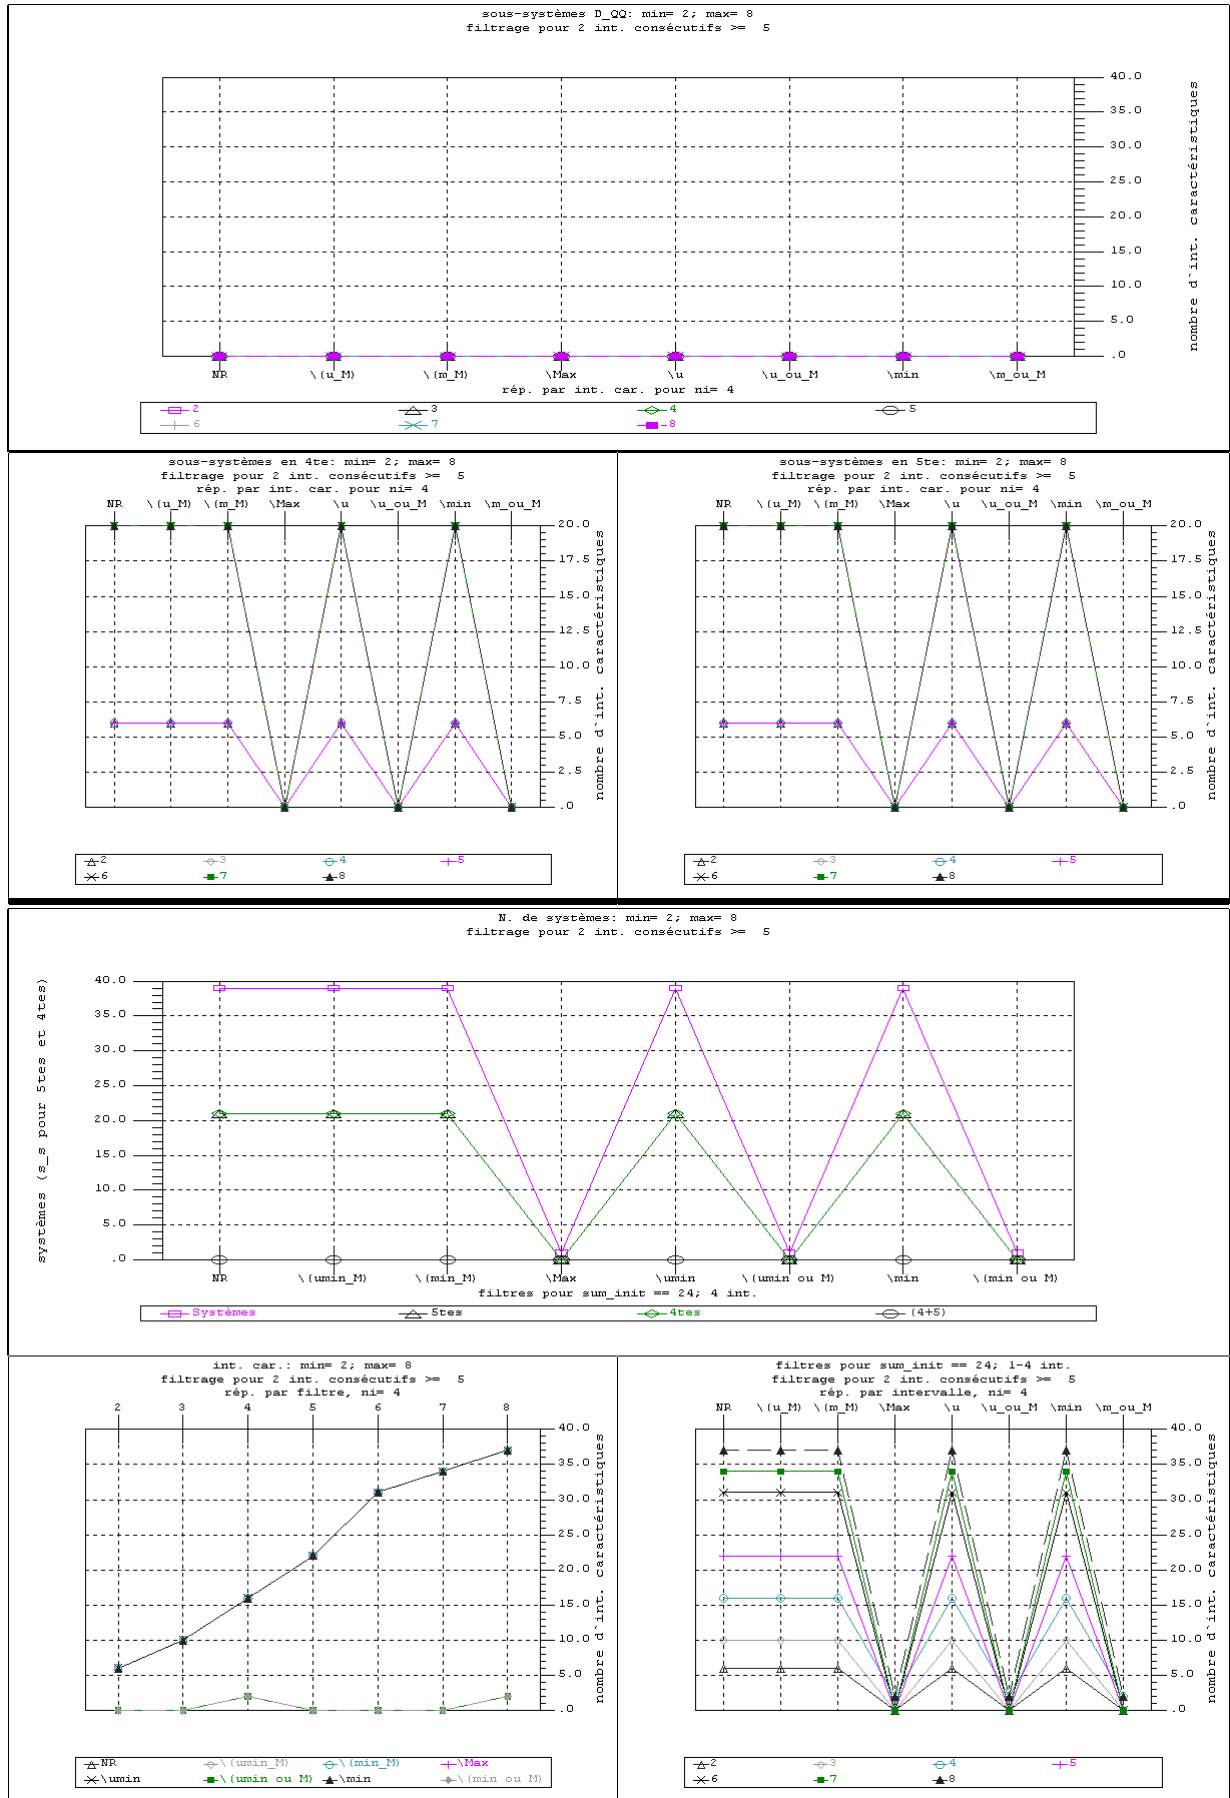 sous-systèmes D_QQ: min= 2; max= 8
filtrage pour 2 int. consécutifs >= 5
40.0
35.0
30.0
25.0
20.0
15.0
10.0
5.0
.0
nombre d`int. caractéristiques
NR \(u_M) \(m_M) \Max \u \u_ou_M \min \m_ou_M
rép. par int. car. pour ni= 4
2 3 4 5
6 7 8
sous-systèmes en 4te: min= 2; max= 8
filtrage pour 2 int. consécutifs >= 5
rép. par int. car. pour ni= 4
NR \(u_M) \(m_M) \Max \u \u_ou_M \min \m_ou_M
20.0
17.5
15.0
12.5
10.0
7.5
5.0
2.5
.0
nombre d`int. caractéristiques
2 3 4 5
6 7 8
sous-systèmes en 5te: min= 2; max= 8
filtrage pour 2 int. consécutifs >= 5
rép. par int. car. pour ni= 4
NR \(u_M) \(m_M) \Max \u \u_ou_M \min \m_ou_M
20.0
17.5
15.0
12.5
10.0
7.5
5.0
2.5
.0
nombre d`int. caractéristiques
2 3 4 5
6 7 8
N. de systèmes: min= 2; max= 8
filtrage pour 2 int. consécutifs >= 5
systèmes (s_s pour 5tes et 4tes)
40.0
35.0
30.0
25.0
20.0
15.0
10.0
5.0
.0
NR \(umin_M) \(min_M) \Max \umin \(umin ou M) \min \(min ou M)
filtres pour sum_init == 24; 4 int.
Systèmes 5tes 4tes (4+5)
int. car.: min= 2; max= 8
filtrage pour 2 int. consécutifs >= 5
rép. par filtre, ni= 4
2 3 4 5 6 7 8
40.0
35.0
30.0
25.0
20.0
15.0
10.0
5.0
.0
nombre d`int. caractéristiques
NR \(umin_M) \(min_M) \Max
\umin \(umin ou M) \min \(min ou M)
filtres pour sum_init == 24; 1-4 int.
filtrage pour 2 int. consécutifs >= 5
rép. par intervalle, ni= 4
NR \(u_M) \(m_M) \Max \u \u_ou_M \min \m_ou_M
40.0
35.0
30.0
25.0
20.0
15.0
10.0
5.0
.0
nombre d`int. caractéristiques
2 3 4 5
6 7 8